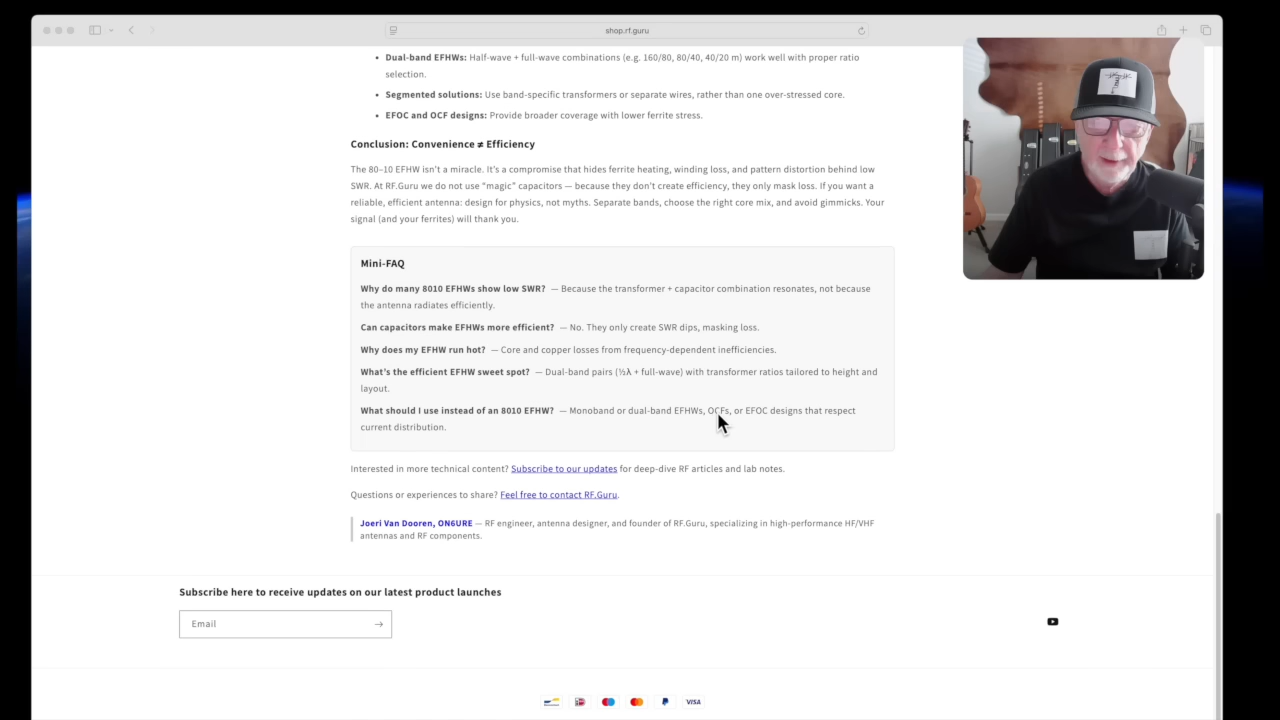 shop.rf.guru
• Dual-band EFHWs: Half-wave + full-wave combinations (e.g. 160/80, 80/40, 40/20 m) work well with proper ratio
selection.
• Segmented solutions: Use band-specific transformers or separate wires, rather than one over-stressed core.
• EFOC and OCF designs: Provide broader coverage with lower ferrite stress.
Conclusion: Convenience ≠ Efficiency
The 80–10 EFHW isn't a miracle. It's a compromise that hides ferrite heating, winding loss, and pattern distortion behind low
SWR. At RF.Guru we do not use “magic” capacitors — because they don't create efficiency, they only mask loss. If you want a
reliable, efficient antenna: design for physics, not myths. Separate bands, choose the right core mix, and avoid gimmicks. Your
signal (and your ferrites) will thank you.
Mini-FAQ
Why do many 8010 EFHWs show low SWR? — Because the transformer + capacitor combination resonates, not because
the antenna radiates efficiently.
Can capacitors make EFHWs more efficient? — No. They only create SWR dips, masking loss.
Why does my EFHW run hot? — Core and copper losses from frequency-dependent inefficiencies.
What's the efficient EFHW sweet spot? — Dual-band pairs (½λ + full-wave) with transformer ratios tailored to height and
layout.
What should I use instead of an 8010 EFHW? — Monoband or dual-band EFHWs, OCFs, or EFOC designs that respect
current distribution.
Interested in more technical content? Subscribe to our updates for deep-dive RF articles and lab notes.
Questions or experiences to share? Feel free to contact RF.Guru.
Joeri Van Dooren, ON6URE — RF engineer, antenna designer, and founder of RF.Guru, specializing in high-performance HF/VHF
antennas and RF components.
Subscribe here to receive updates on our latest product launches
Email
VISA